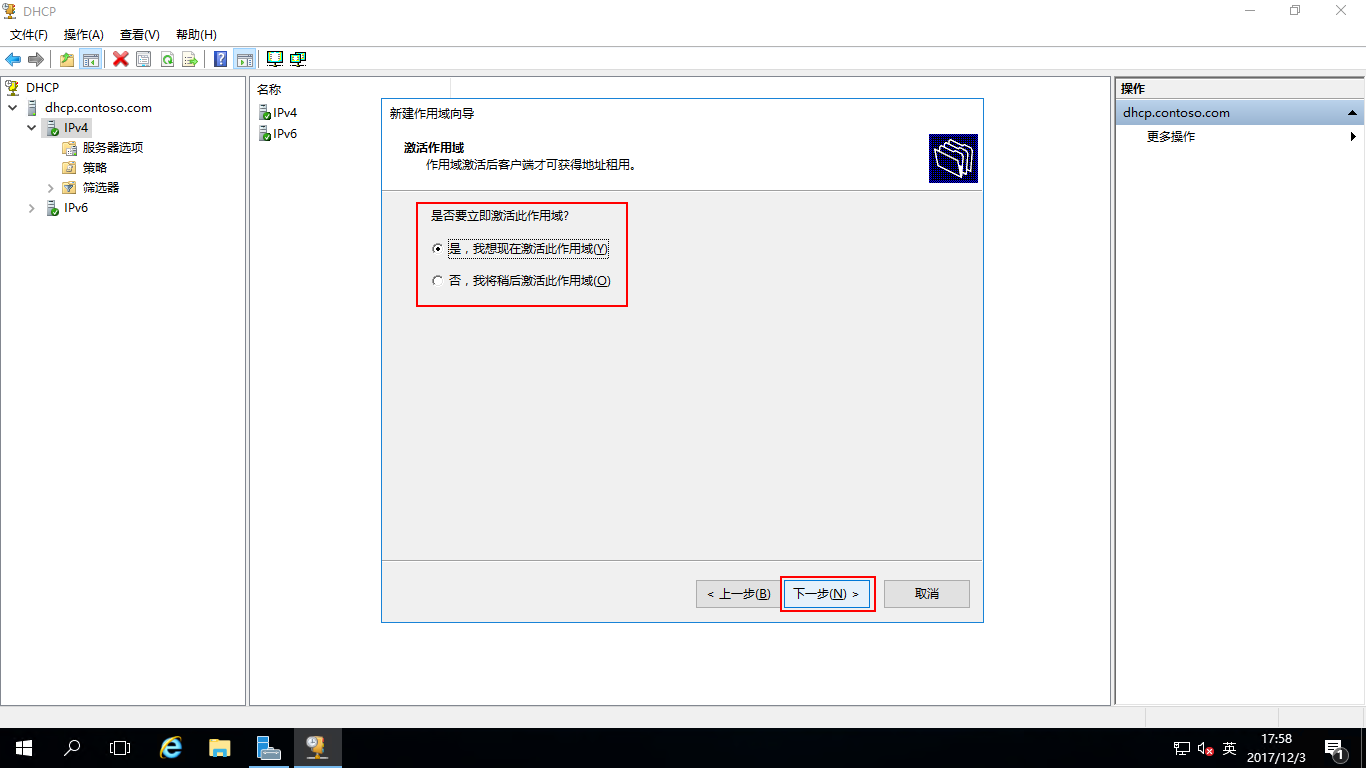 DHCP
文件(F) 操作(A) 查看(V) 帮助(H)
DHCP
dhcp.contoso.com
IPv4
服务器选项
策略
筛选器
IPv6
名称
IPv4
IPv6
新建作用域向导
激活作用域
作用域激活后客户端才可获得地址租用。
是否要立即激活此作用域?
是，我想现在激活此作用域(Y)
否，我将稍后激活此作用域(O)
< 上一步(B) 下一步(N) > 取消
操作
dhcp.contoso.com
更多操作
英
17:58
2017/12/3
1